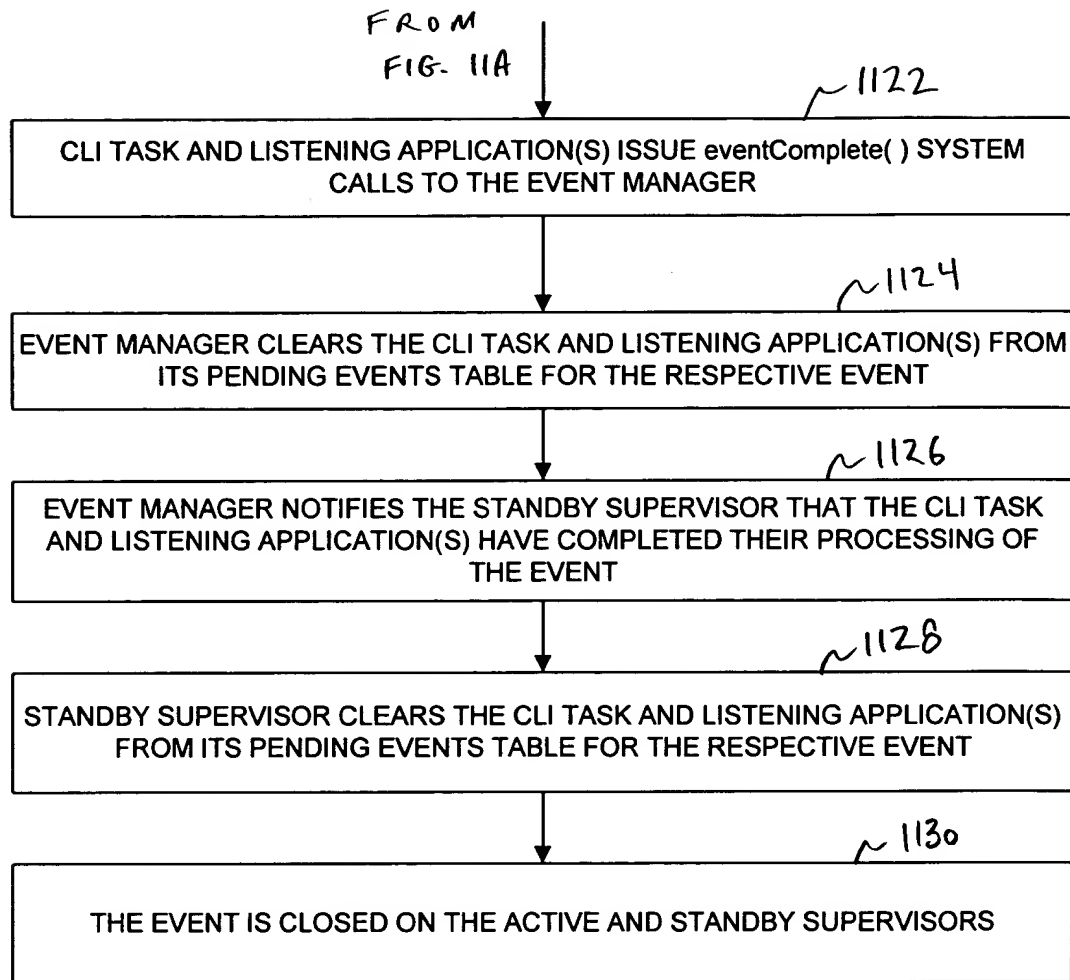 FROM
FIG. 11A
1122
CLI TASK AND LISTENING APPLICATION(S) ISSUE eventComplete( ) SYSTEM
CALLS TO THE EVENT MANAGER
1124
EVENT MANAGER CLEARS THE CLI TASK AND LISTENING APPLICATION(S) FROM
ITS PENDING EVENTS TABLE FOR THE RESPECTIVE EVENT
1126
EVENT MANAGER NOTIFIES THE STANDBY SUPERVISOR THAT THE CLI TASK
AND LISTENING APPLICATION(S) HAVE COMPLETED THEIR PROCESSING OF
THE EVENT
1128
STANDBY SUPERVISOR CLEARS THE CLI TASK AND LISTENING APPLICATION(S)
FROM ITS PENDING EVENTS TABLE FOR THE RESPECTIVE EVENT
1130
THE EVENT IS CLOSED ON THE ACTIVE AND STANDBY SUPERVISORS